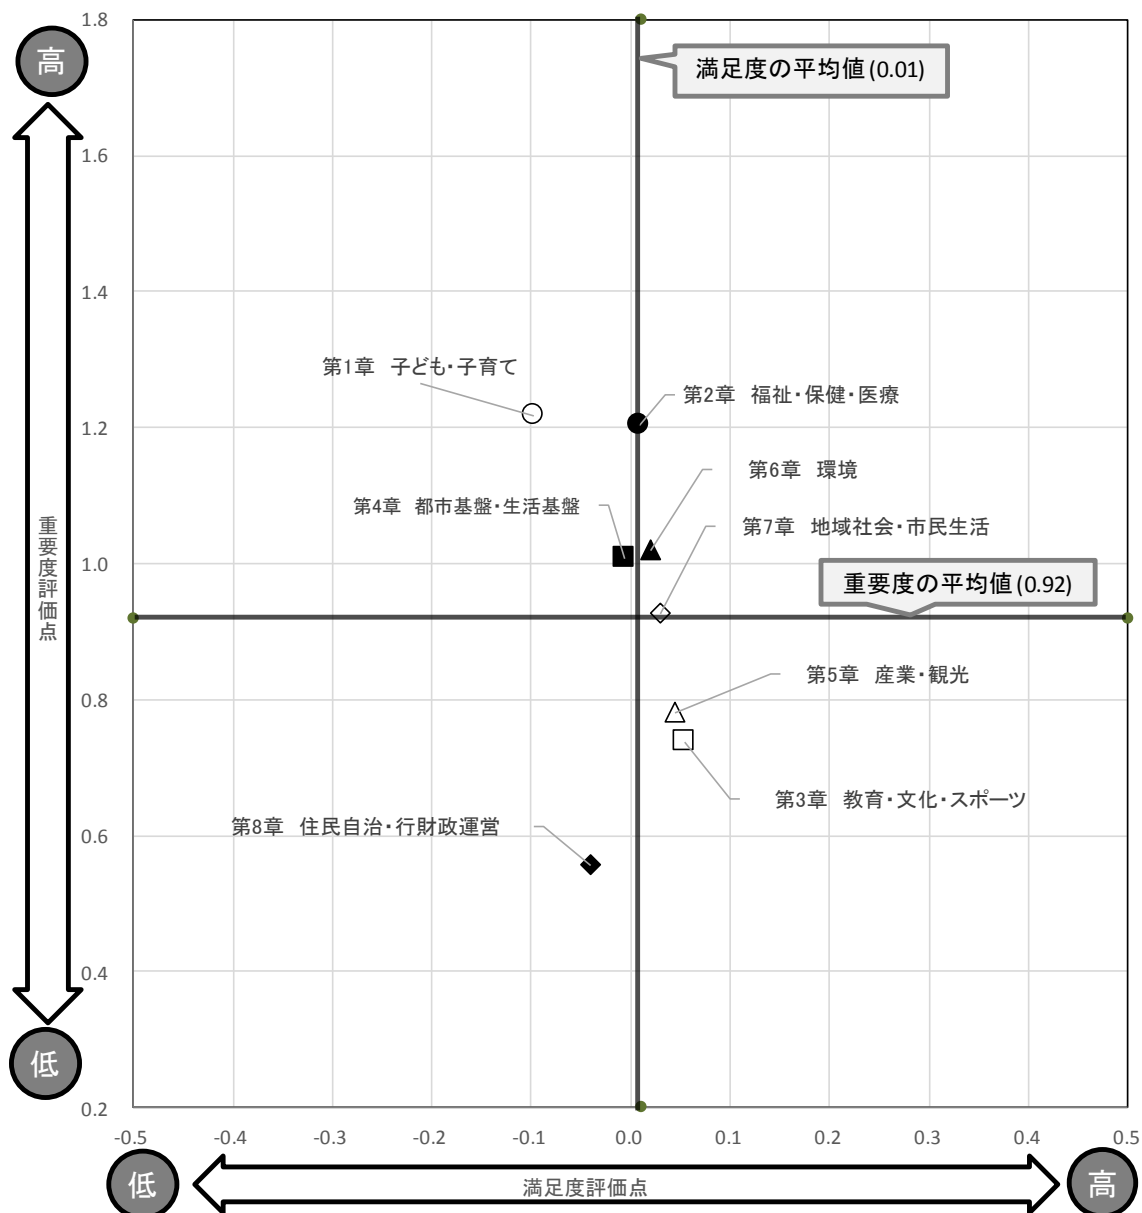 1.8
高
満足度の平均値(0.01)
1.6
1.4
第1章 子ども・子育て
第2章 福祉・保健・医療
1.2
第6章 環境
第4章 都市基盤・生活基盤
第7章 地域社会・市民生活
重要度評価点
1.0
重要度の平均値(0.92)
第5章 産業・観光
0.8
第3章 教育・文化・スポーツ
第8章 住民自治・行財政運営
0.6
0.4
低
0.2
-0.5 -0.4 -0.3 -0.2 -0.1 0.0 0.1 0.2 0.3 0.4 0.5
低 満足度評価点 高